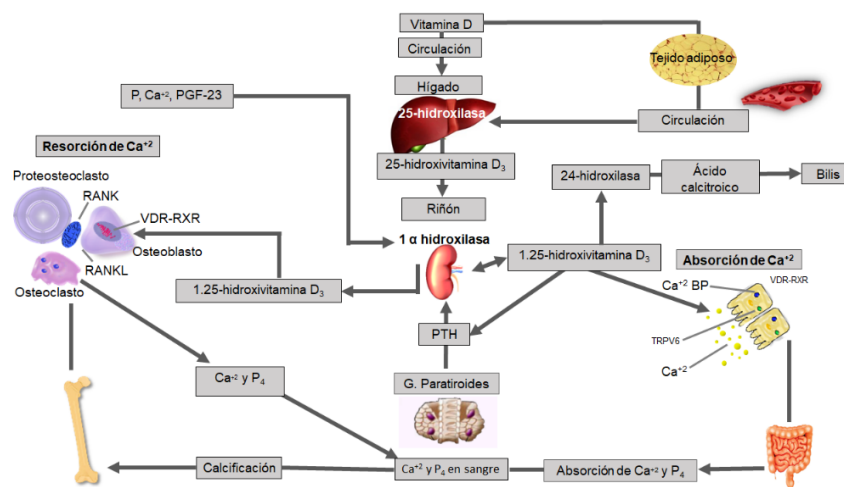 Vitamina D
Circulación
Hígado
25-hidroxilasa
25-hidroxivitamina D₃
Riñón
1 α hidroxilasa
Tejido adiposo
Circulación
P, Ca⁺², PGF-23
Resorción de Ca⁺²
Proteosteoclasto
RANK
VDR-RXR
Osteoblasto
RANKL
Osteoclasto
1.25-hidroxivitamina D₃
24-hidroxilasa
Ácido
calcitroico
Bilis
1.25-hidroxivitamina D₃
Absorción de Ca⁺²
Ca⁺² BP
VDR-RXR
TRPV6
Ca⁺²
PTH
G. Paratiroides
Ca⁺² y P₄
Calcificación
Ca⁺² y P₄ en sangre
Absorción de Ca⁺² y P₄